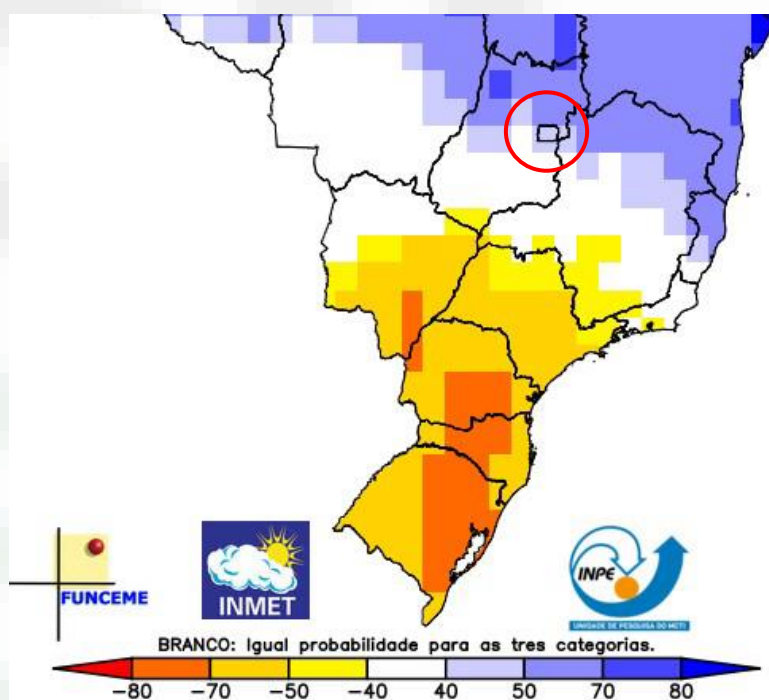 FUNCEME
INMET
INPE
UNIDADE DE PESQUISA DO MCTI
BRANCO: Igual probabilidade para as tres categorias.
-80 -70 -50 -40 40 50 70 80